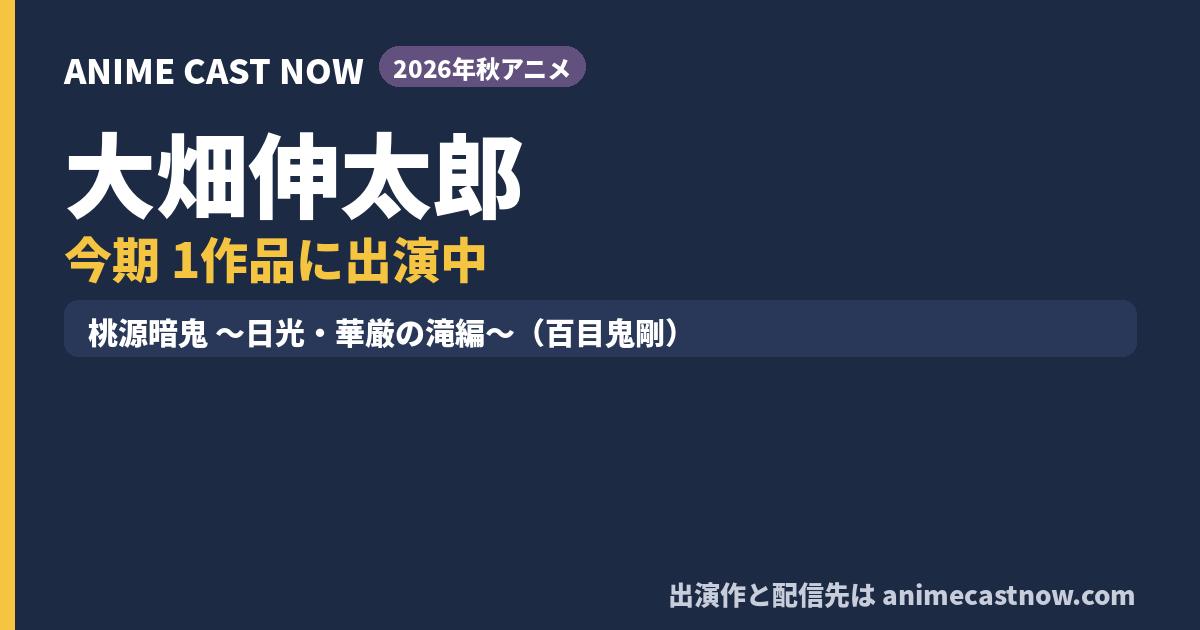 ANIME CAST NOW 2026年秋アニメ
大畑伸太郎
今期 1作品に出演中
桃源暗鬼 ～日光・華厳の滝編～（百目鬼剛）
出演作と配信先は animecastnow.com